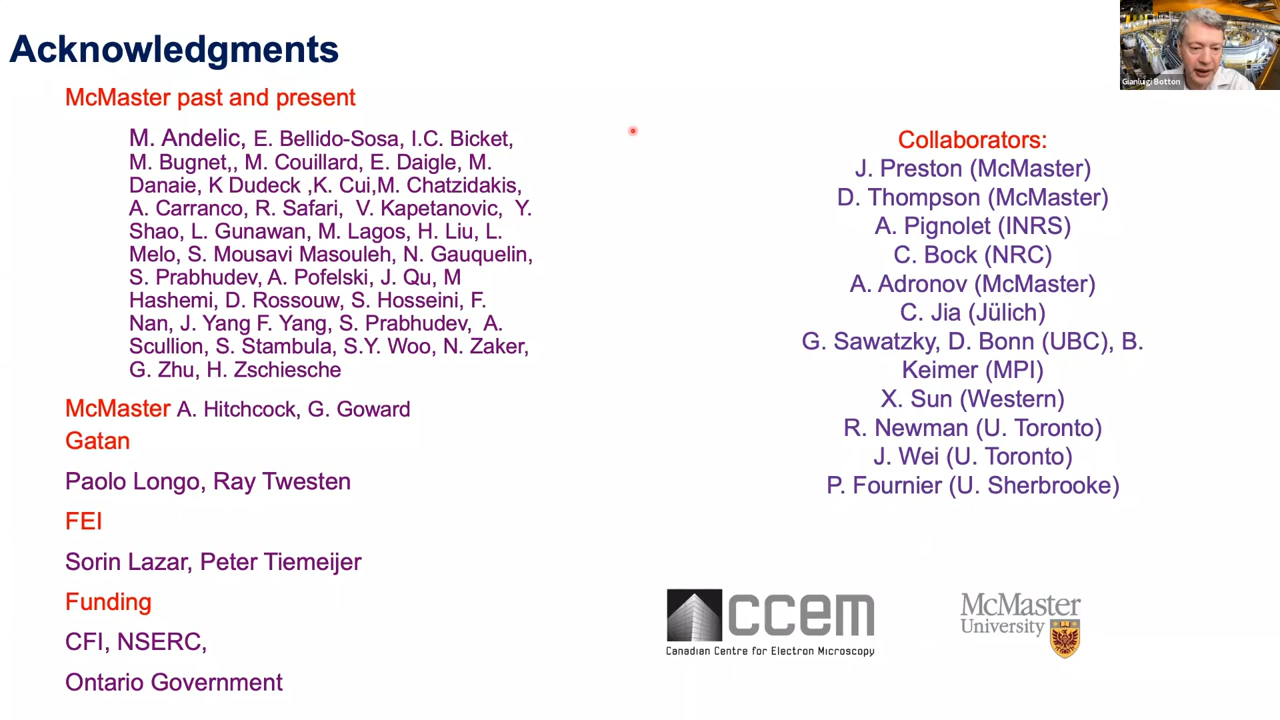 Acknowledgments
Gianluigi Botton
McMaster past and present
M. Andelic, E. Bellido-Sosa, I.C. Bicket,
M. Bugnet,, M. Couillard, E. Daigle, M.
Danaie, K Dudeck ,K. Cui,M. Chatzidakis,
A. Carranco, R. Safari, V. Kapetanovic, Y.
Shao, L. Gunawan, M. Lagos, H. Liu, L.
Melo, S. Mousavi Masouleh, N. Gauquelin,
S. Prabhudev, A. Pofelski, J. Qu, M
Hashemi, D. Rossouw, S. Hosseini, F.
Nan, J. Yang F. Yang, S. Prabhudev, A.
Scullion, S. Stambula, S.Y. Woo, N. Zaker,
G. Zhu, H. Zschiesche
McMaster A. Hitchcock, G. Goward
Gatan
Paolo Longo, Ray Twesten
FEI
Sorin Lazar, Peter Tiemeijer
Funding
CFI, NSERC,
Ontario Government
Collaborators:
J. Preston (McMaster)
D. Thompson (McMaster)
A. Pignolet (INRS)
C. Bock (NRC)
A. Adronov (McMaster)
C. Jia (Jülich)
G. Sawatzky, D. Bonn (UBC), B.
Keimer (MPI)
X. Sun (Western)
R. Newman (U. Toronto)
J. Wei (U. Toronto)
P. Fournier (U. Sherbrooke)
ccem
Canadian Centre for Electron Microscopy
McMaster
University